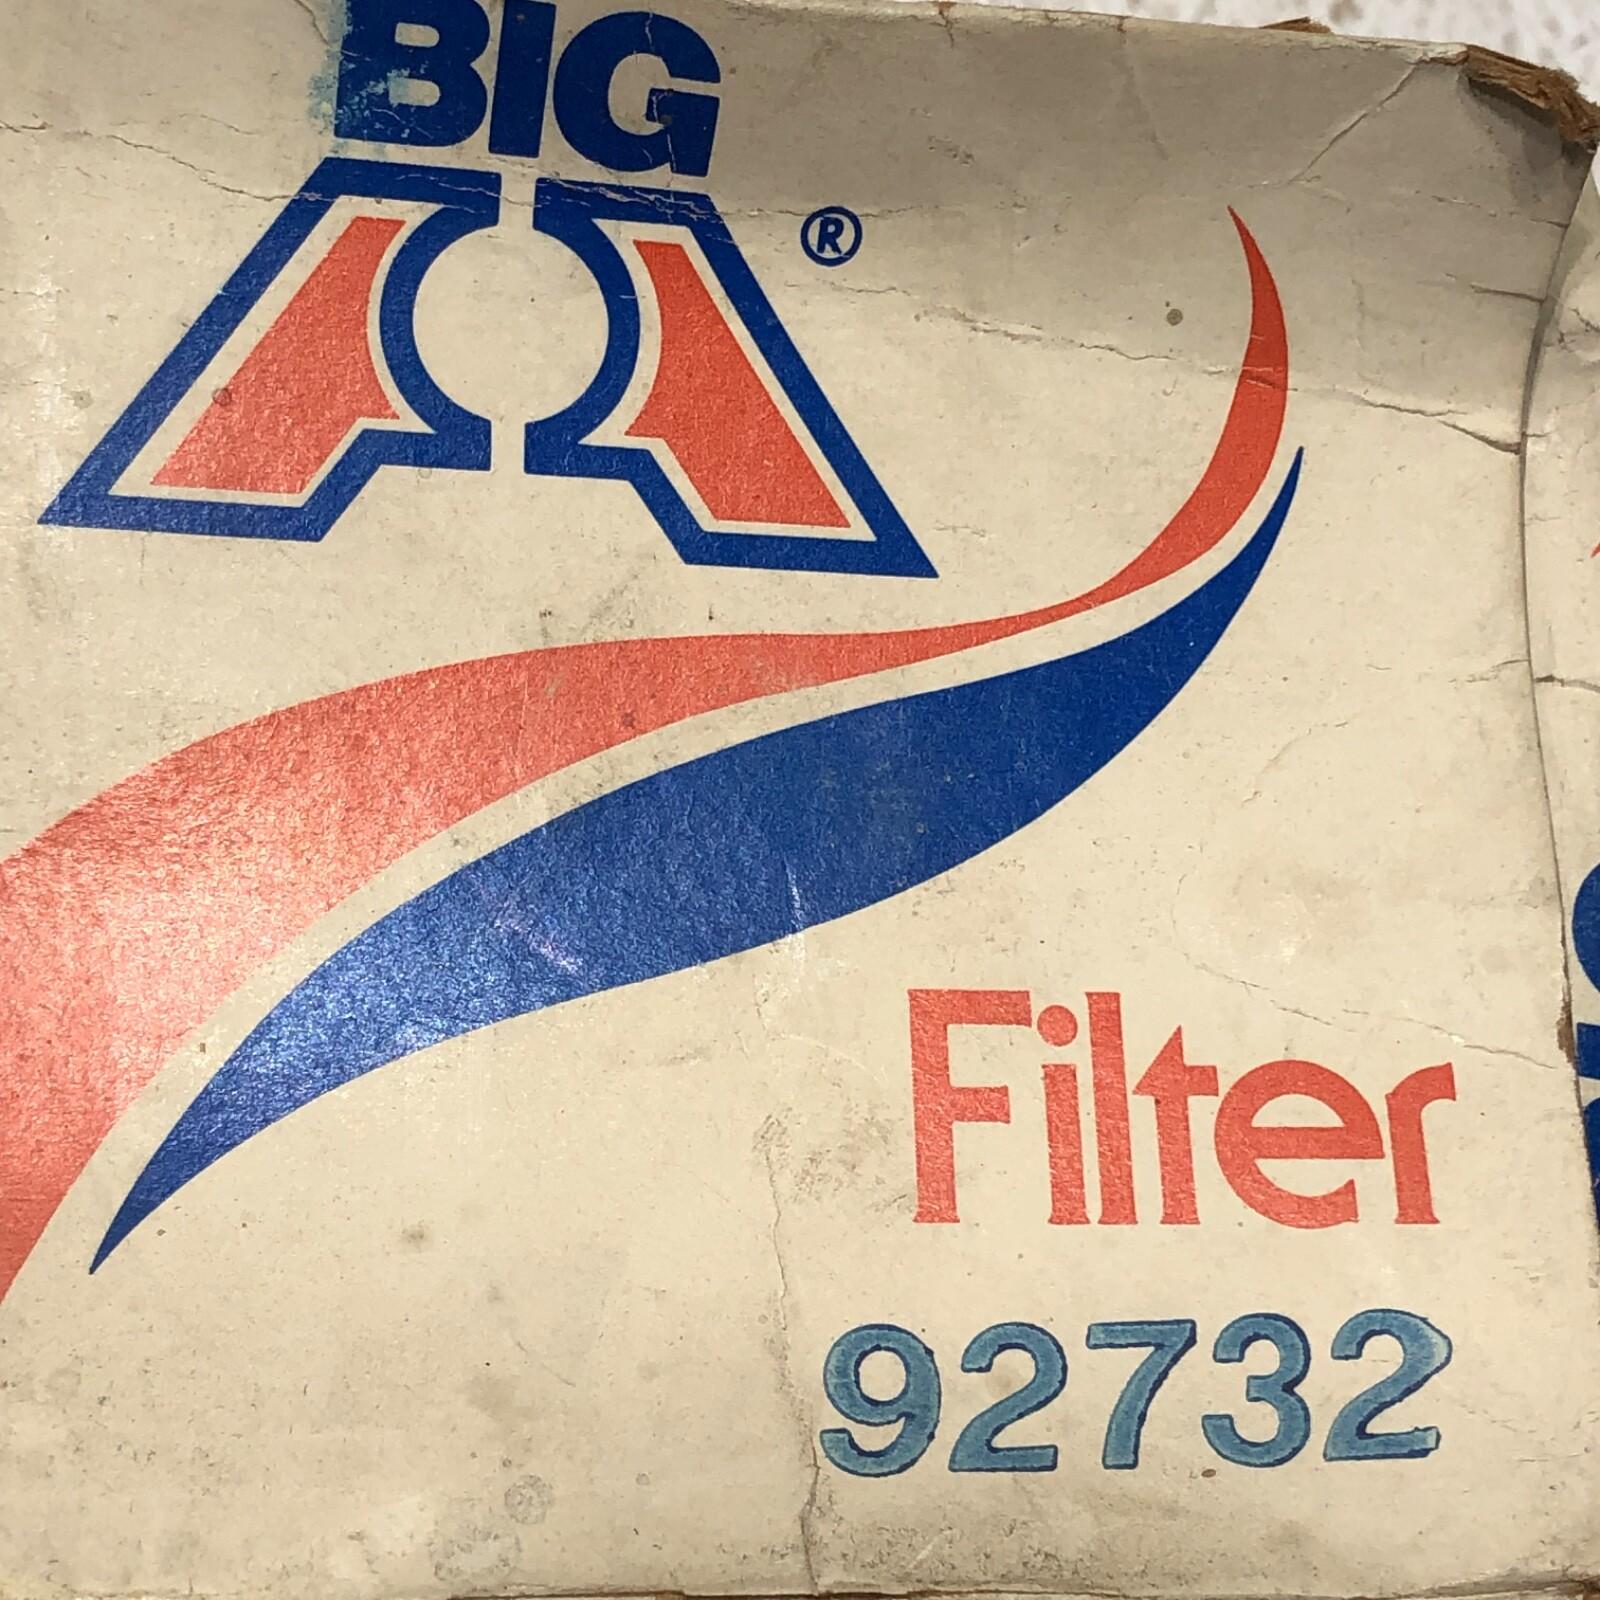 BIG
A®
Filter
92732